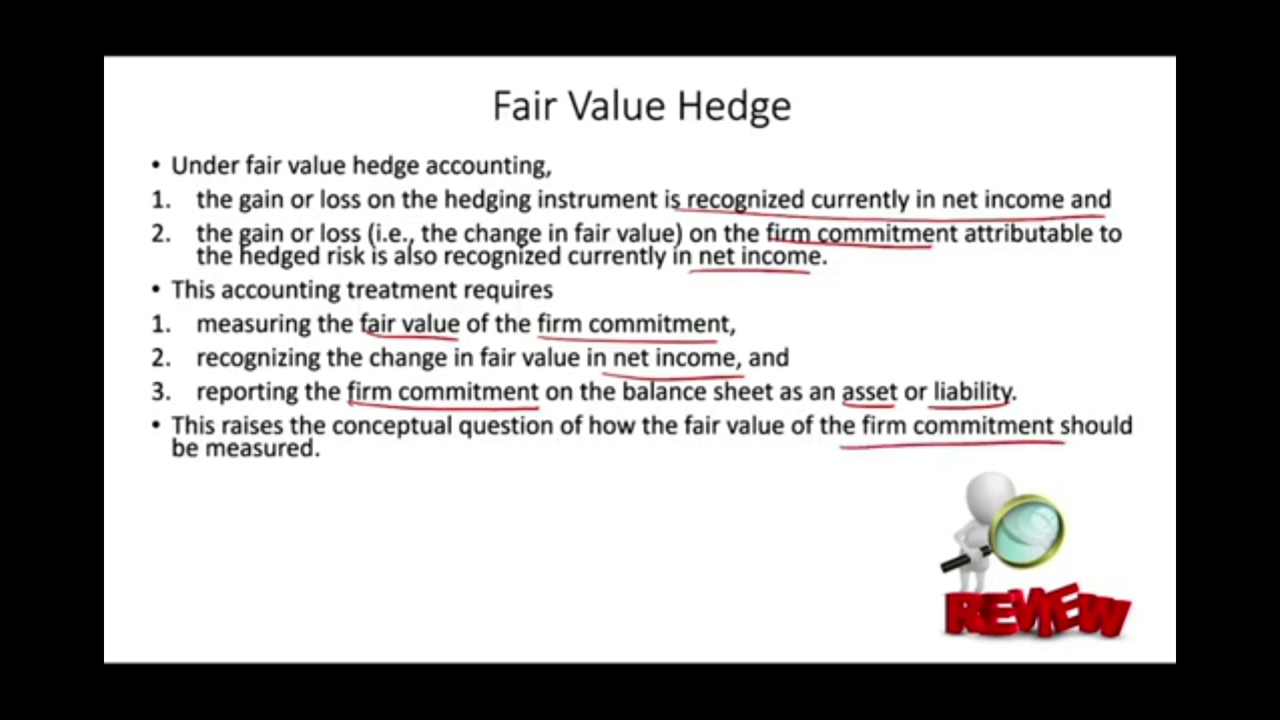 Fair Value Hedge
• Under fair value hedge accounting,
1. the gain or loss on the hedging instrument is recognized currently in net income and
2. the gain or loss (i.e., the change in fair value) on the firm commitment attributable to
the hedged risk is also recognized currently in net income.
• This accounting treatment requires
1. measuring the fair value of the firm commitment,
2. recognizing the change in fair value in net income, and
3. reporting the firm commitment on the balance sheet as an asset or liability.
• This raises the conceptual question of how the fair value of the firm commitment should
be measured.
REVIEW